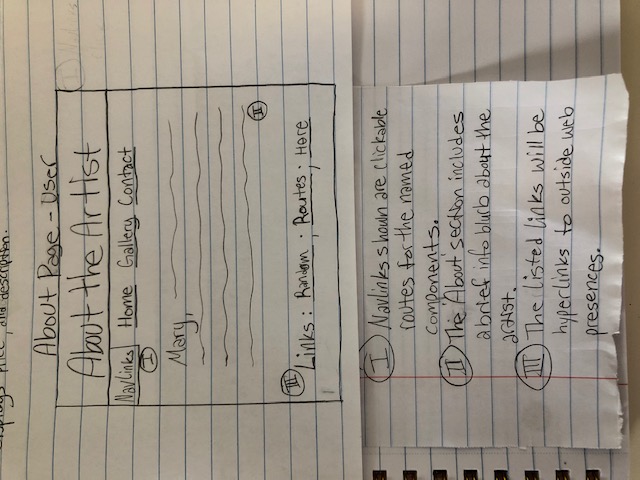 Displays Price, and description.
About Page - User
About the Artist
NavLinks Home Gallery Contact
I
Mary,
II
III Links: Random ; Routes ; Here
I Navlinks shown are clickable
routes for the named
components.
II The 'About' section includes
a brief info blurb about the
artist.
III The listed links will be
hyperlinks to outside web
presences.